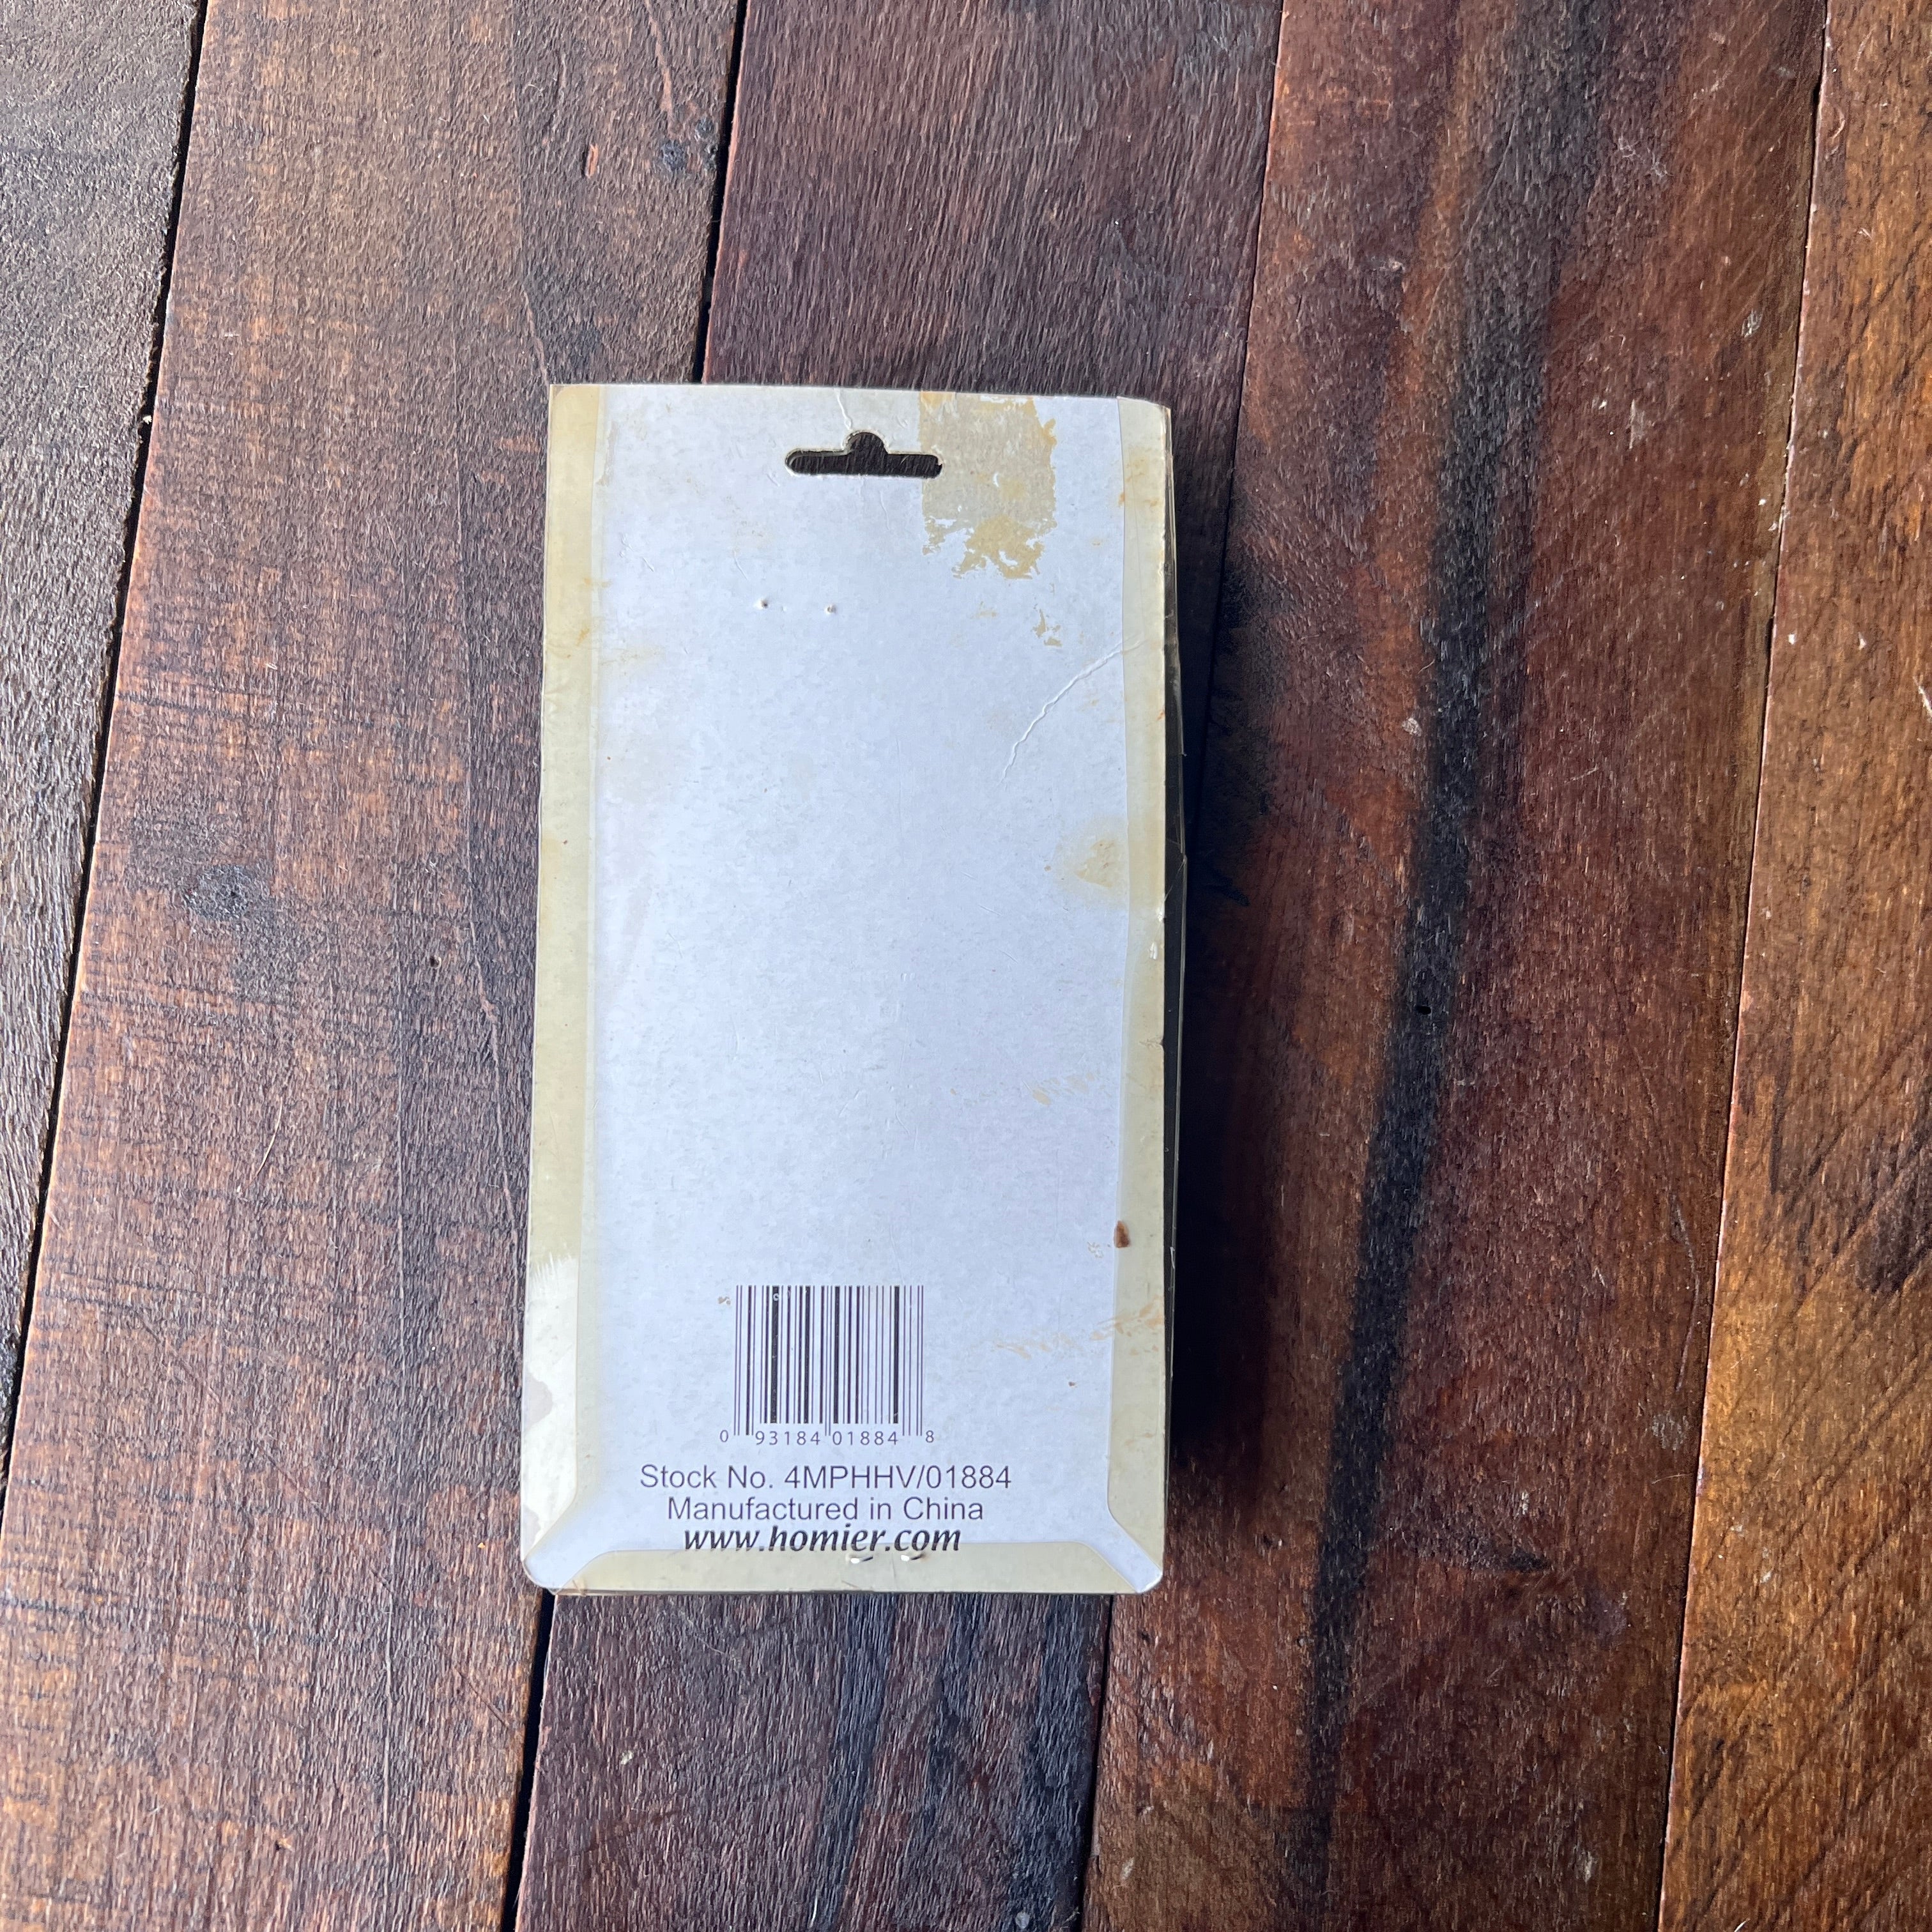 0 93184 01884 8
Stock No. 4MPHHV/01884
Manufactured in China
www.homier.com